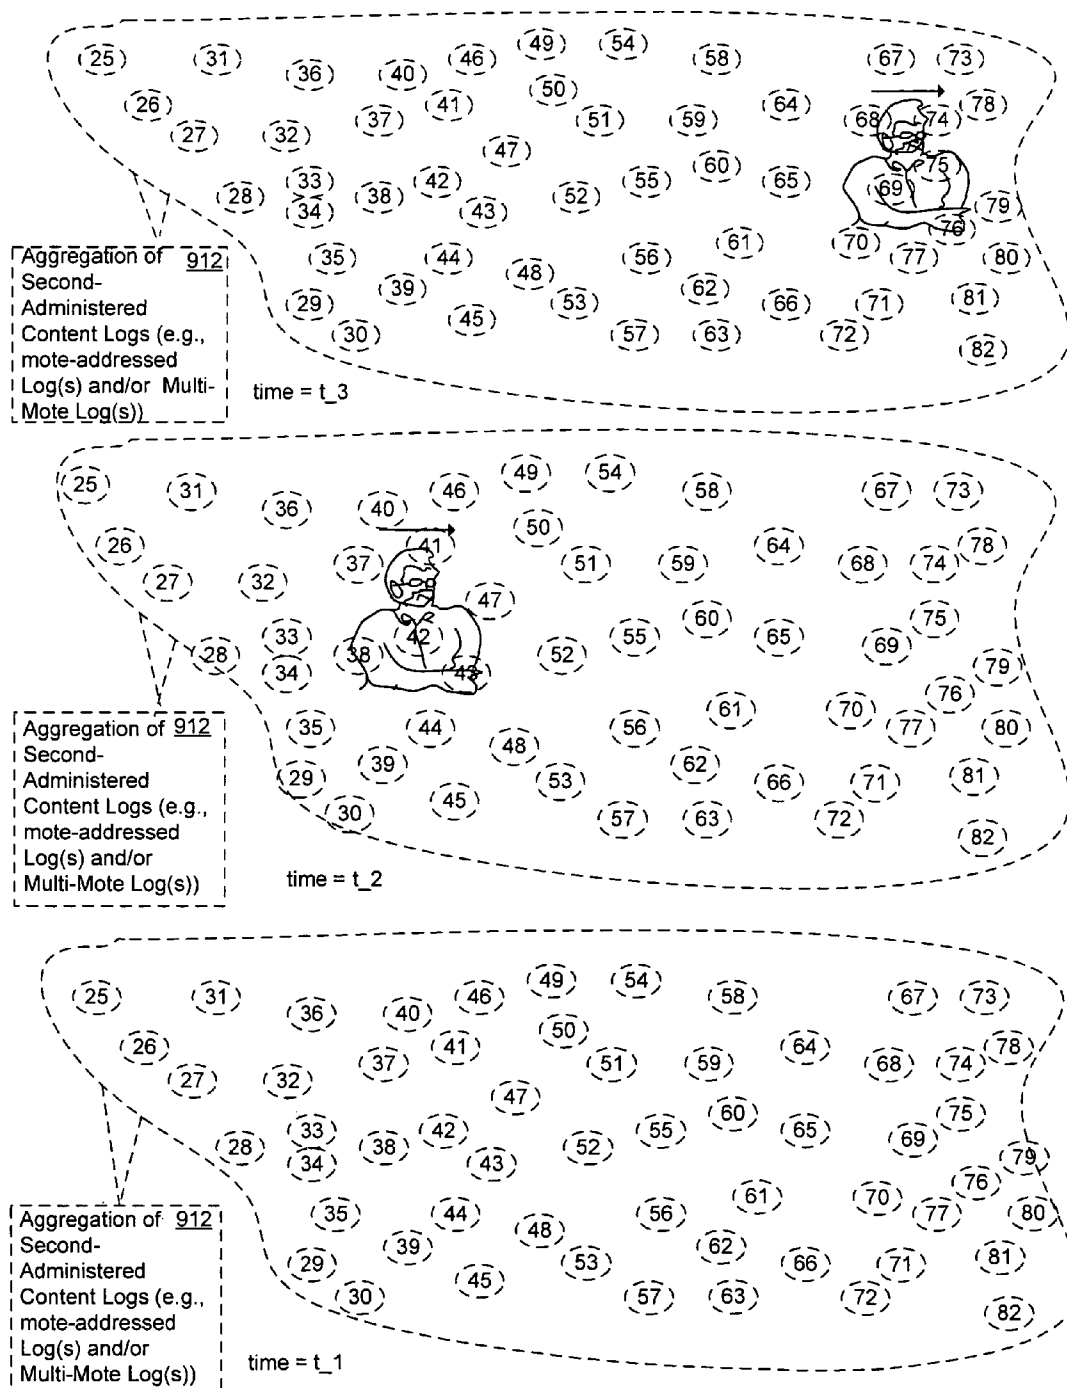 49 54
25 31 46 58 67 73
36 40
50
26 41 64 78
37 51 59 68 74
27 32
47
60 75
33 42 55 65
28 38 52 69
34 43 79
76
61 70
35 44 56 77 80
48
39 62
29 53 66 71 81
45
30 57 63 72
82
Aggregation of 912
Second-
Administered
Content Logs (e.g.,
mote-addressed
Log(s) and/or Multi-
Mote Log(s))
time = t_3
49 54
25 31 46 58 67 73
36 40
50
26 41 64 78
37 51 59 68 74
27 32
47
60 75
33 42 55 65
28 38 52 69
34 43 79
76
61 70
35 44 56 77 80
48
39 62
29 53 66 71 81
45
30 57 63 72
82
Aggregation of 912
Second-
Administered
Content Logs (e.g.,
mote-addressed
Log(s) and/or
Multi-Mote Log(s))
time = t_2
49 54
25 31 46 58 67 73
36 40
50
26 41 64 78
37 51 59 68 74
27 32
47
60 75
33 42 55 65
28 38 52 69
34 43 79
76
61 70
35 44 56 77 80
48
39 62
29 53 66 71 81
45
30 57 63 72
82
Aggregation of 912
Second-
Administered
Content Logs (e.g.,
mote-addressed
Log(s) and/or
Multi-Mote Log(s))
time = t_1